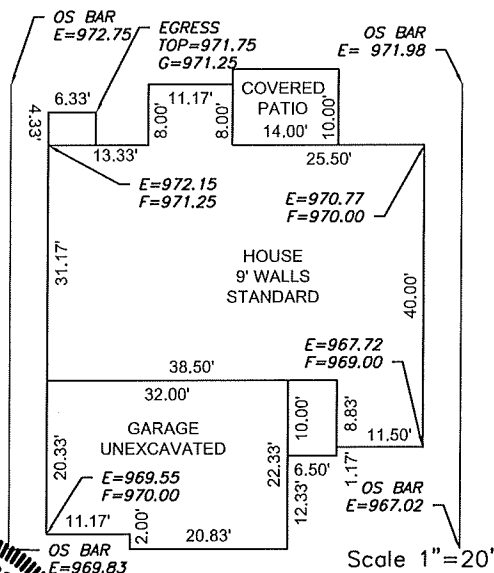 OS BAR
E=972.75
EGRESS
TOP=971.75
G=971.25
OS BAR
E= 971.98
6.33'
4.33'
11.17'
8.00'
8.00'
COVERED
PATIO
14.00'
10.00'
13.33'
25.50'
E=972.15
F=971.25
E=970.77
F=970.00
31.17'
HOUSE
9' WALLS
STANDARD
40.00'
E=967.72
F=969.00
38.50'
32.00'
10.00'
8.83'
11.50'
GARAGE
UNEXCAVATED
20.33'
22.33'
6.50'
1.17'
12.33'
E=969.55
F=970.00
OS BAR
E=967.02
11.17'
2.00'
20.83'
OS BAR
E=969.83
Scale 1"=20'